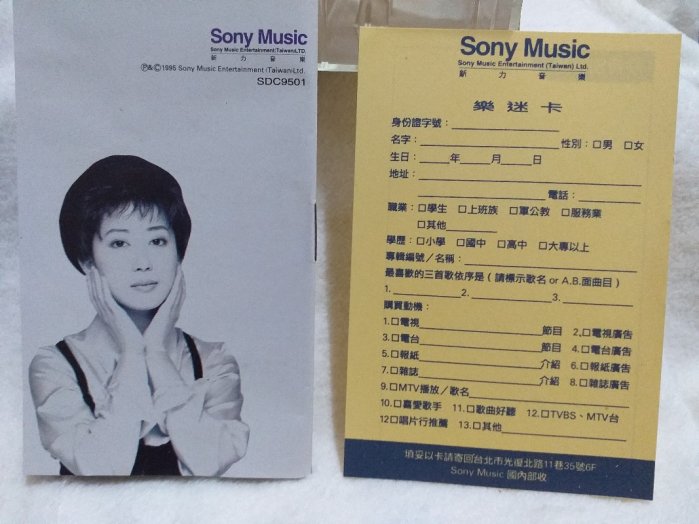 Sony Music
Sony Music Entertainment(Taiwan)LTD.
新力音樂
Ⓟ&©1995 Sony Music Entertainment (Taiwan)Ltd.
SDC9501
Sony Music
Sony Music Entertainment (Taiwan) Ltd.
新力音樂
樂迷卡
身份證字號：
名字： 性別：□男 □女
生日： 年 月 日
地址：
電話：
職業：□學生 □上班族 □軍公教 □服務業
□其他
學歷：□小學 □國中 □高中 □大專以上
專輯編號／名稱：
最喜歡的三首歌依序是（請標示歌名 or A.B.面曲目）
1. 2. 3.
購買動機：
1.□電視 節目 2.□電視廣告
3.□電台 節目 4.□電台廣告
5.□報紙 介紹 6.□報紙廣告
7.□雜誌 介紹 8.□雜誌廣告
9.□MTV播放／歌名
10.□喜愛歌手 11.□歌曲好聽 12.□TVBS、MTV台
12□唱片行推薦 13.□其他
填妥以卡請寄回台北市光復北路11巷35號6F
Sony Music 國內部收